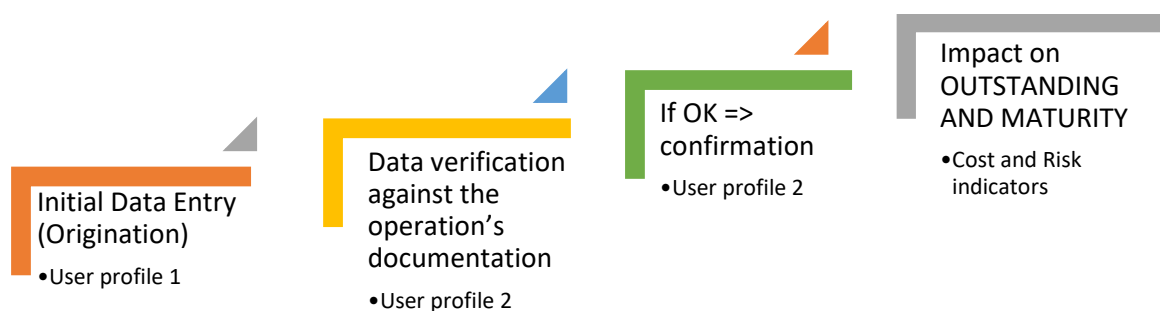 Initial Data Entry
(Origination)
•User profile 1
Data verification
against the
operation’s
documentation
•User profile 2
If OK =>
confirmation
•User profile 2
Impact on
OUTSTANDING
AND MATURITY
•Cost and Risk
indicators